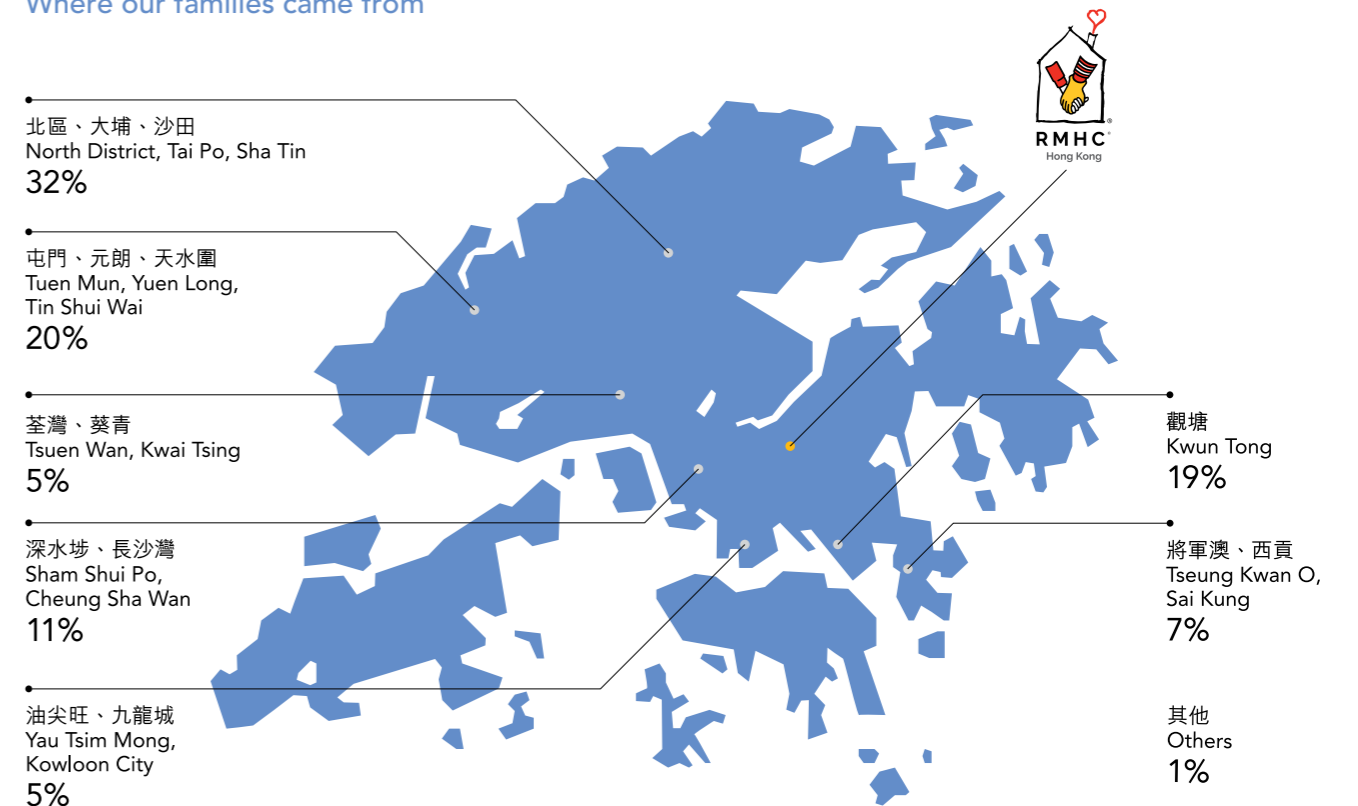 Where our families came from
RMHC
Hong Kong
北區、大埔、沙田
North District, Tai Po, Sha Tin
32%
屯門、元朗、天水圍
Tuen Mun, Yuen Long,
Tin Shui Wai
20%
荃灣、葵青
Tsuen Wan, Kwai Tsing
5%
深水埗、長沙灣
Sham Shui Po,
Cheung Sha Wan
11%
油尖旺、九龍城
Yau Tsim Mong,
Kowloon City
5%
觀塘
Kwun Tong
19%
將軍澳、西貢
Tseung Kwan O,
Sai Kung
7%
其他
Others
1%